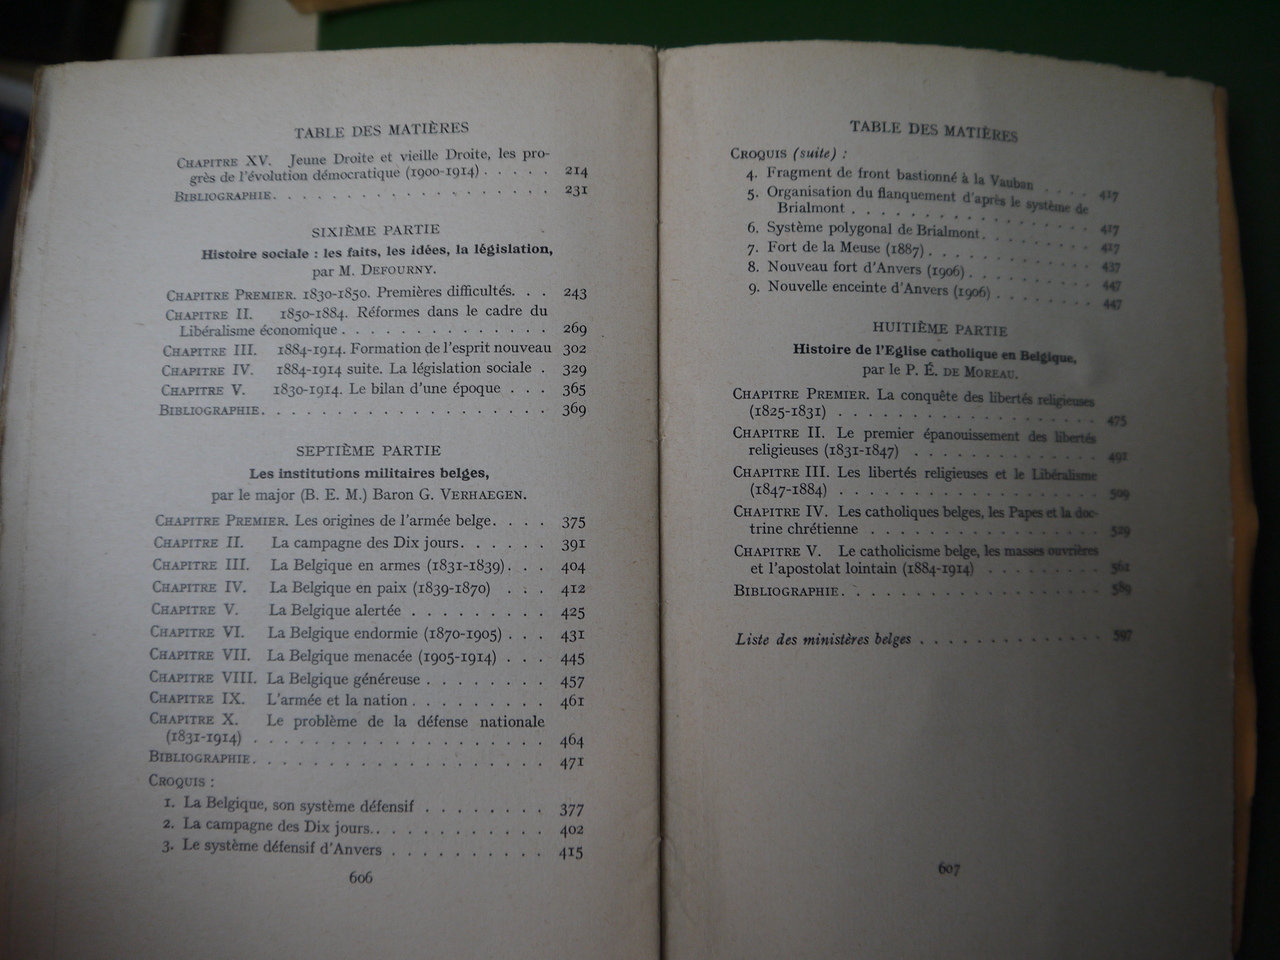 TABLE DES MATIÈRES
CHAPITRE XV. Jeune Droite et vieille Droite, les pro-
grès de l'évolution démocratique (1900-1914) . . . . . 214
BIBLIOGRAPHIE. . . . . . . . . . . . . . . . 231
SIXIÈME PARTIE
Histoire sociale : les faits, les idées, la législation,
par M. DEFOURNY.
CHAPITRE PREMIER. 1830-1850. Premières difficultés. . . 243
CHAPITRE II. 1850-1884. Réformes dans le cadre du
Libéralisme économique . . . . . . . . . . . . . 269
CHAPITRE III. 1884-1914. Formation de l'esprit nouveau 302
CHAPITRE IV. 1884-1914 suite. La législation sociale . 329
CHAPITRE V. 1830-1914. Le bilan d'une époque . . . 365
BIBLIOGRAPHIE. . . . . . . . . . . . . . . . . 369
SEPTIÈME PARTIE
Les institutions militaires belges,
par le major (B. E. M.) Baron G. VERHAEGEN.
CHAPITRE PREMIER. Les origines de l'armée belge. . . . 375
CHAPITRE II. La campagne des Dix jours. . . . . . 391
CHAPITRE III. La Belgique en armes (1831-1839). . . 404
CHAPITRE IV. La Belgique en paix (1839-1870) . . . 412
CHAPITRE V. La Belgique alertée . . . . . . . . 425
CHAPITRE VI. La Belgique endormie (1870-1905) . . . 431
CHAPITRE VII. La Belgique menacée (1905-1914) . . . 445
CHAPITRE VIII. La Belgique généreuse . . . . . . . 457
CHAPITRE IX. L'armée et la nation . . . . . . . . 461
CHAPITRE X. Le problème de la défense nationale
(1831-1914) . . . . . . . . . . . . . . . . . 464
BIBLIOGRAPHIE. . . . . . . . . . . . . . . . . 471
CROQUIS :
1. La Belgique, son système défensif . . . . . . . 377
2. La campagne des Dix jours. . . . . . . . . . . 402
3. Le système défensif d'Anvers . . . . . . . . . . 415
606
TABLE DES MATIÈRES
CROQUIS (suite) :
4. Fragment de front bastionné à la Vauban . . . . 417
5. Organisation du flanquement d'après le système de
Brialmont . . . . . . . . . . . . . . . 417
6. Système polygonal de Brialmont. . . . . . . . 417
7. Fort de la Meuse (1887) . . . . . . . . . . . 437
8. Nouveau fort d'Anvers (1906) . . . . . . . . . 447
9. Nouvelle enceinte d'Anvers (1906) . . . . . . . 447
HUITIÈME PARTIE
Histoire de l'Eglise catholique en Belgique,
par le P. É. DE MOREAU.
CHAPITRE PREMIER. La conquête des libertés religieuses
(1825-1831) . . . . . . . . . . . . . . . . . 475
CHAPITRE II. Le premier épanouissement des libertés
religieuses (1831-1847) . . . . . . . . . . . . 491
CHAPITRE III. Les libertés religieuses et le Libéralisme
(1847-1884) . . . . . . . . . . . . . . . . . 509
CHAPITRE IV. Les catholiques belges, les Papes et la doc-
trine chrétienne . . . . . . . . . . . . . . . 529
CHAPITRE V. Le catholicisme belge, les masses ouvrières
et l'apostolat lointain (1884-1914) . . . . . . . . 561
BIBLIOGRAPHIE. . . . . . . . . . . . . . . . . 589
Liste des ministères belges . . . . . . . . . . . . 597
607